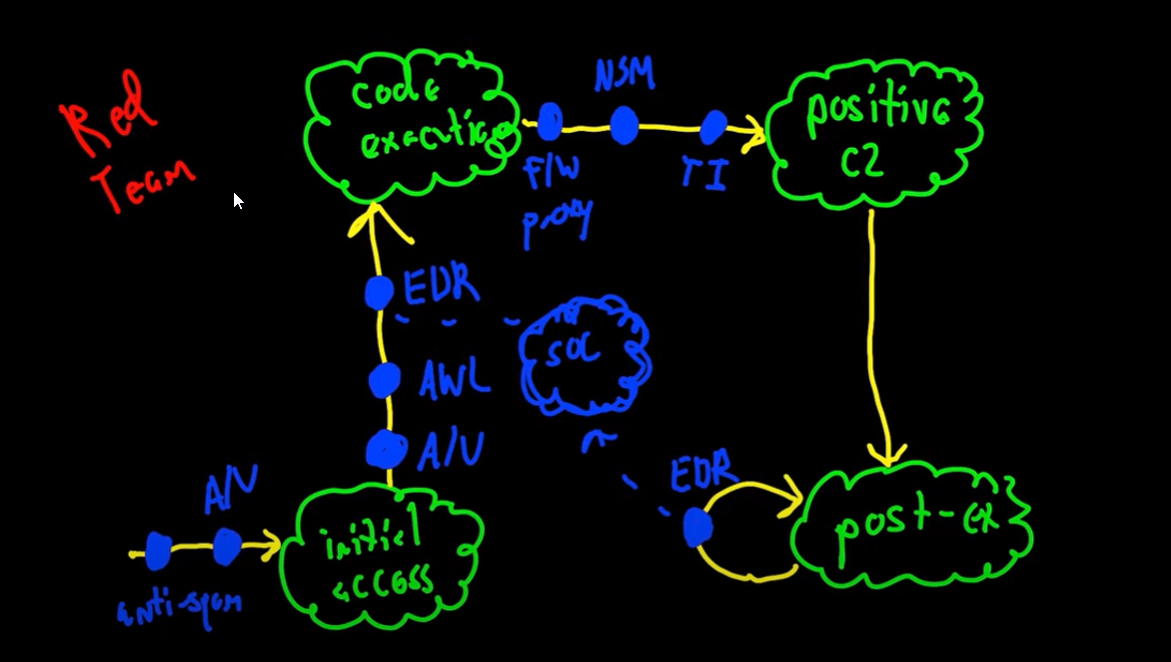 Red
Team
code
execution
NSM
F/W
proxy
TI
positive
C2
EDR
AWL
A/V
SOC
A/V
anti-spam
initial
access
EDR
post-ex